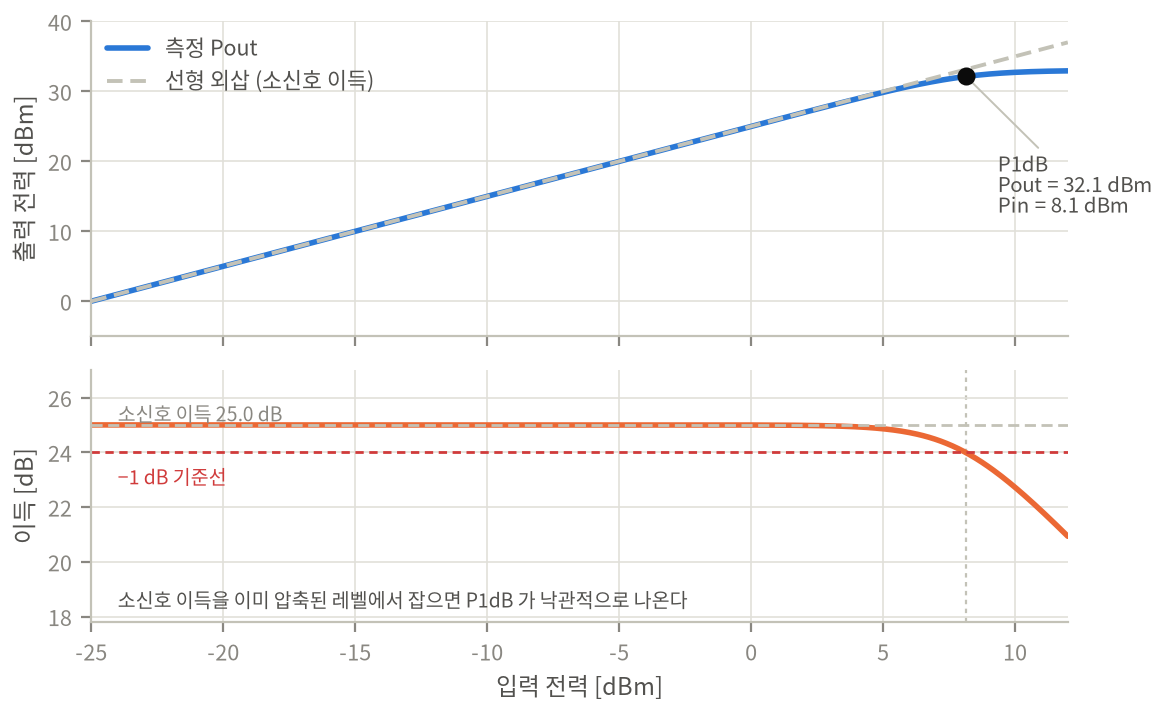 측정 Pout
선형 외삽 (소신호 이득)
출력 전력 [dBm]
40
30
20
10
0
P1dB
Pout = 32.1 dBm
Pin = 8.1 dBm
이득 [dB]
26
24
22
20
18
소신호 이득 25.0 dB
−1 dB 기준선
소신호 이득을 이미 압축된 레벨에서 잡으면 P1dB 가 낙관적으로 나온다
-25 -20 -15 -10 -5 0 5 10
입력 전력 [dBm]